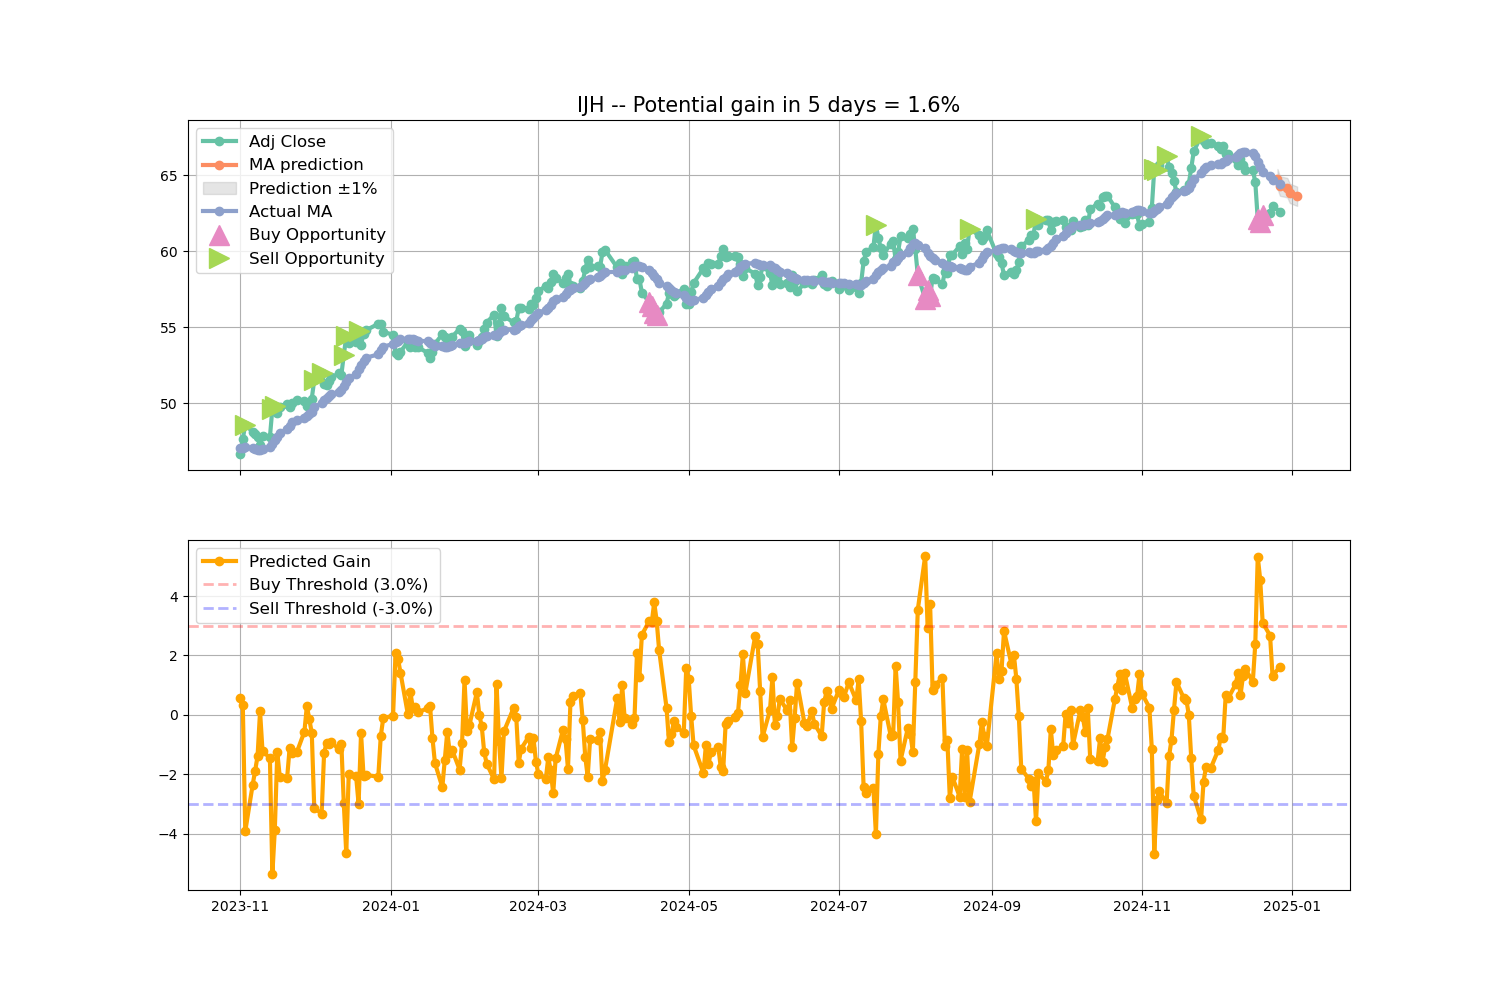 IJH -- Potential gain in 5 days = 1.6%
Adj Close
MA prediction
Prediction ±1%
Actual MA
Buy Opportunity
Sell Opportunity
65
60
55
50
Predicted Gain
Buy Threshold (3.0%)
Sell Threshold (-3.0%)
4
2
0
−2
−4
2023-11 2024-01 2024-03 2024-05 2024-07 2024-09 2024-11 2025-01